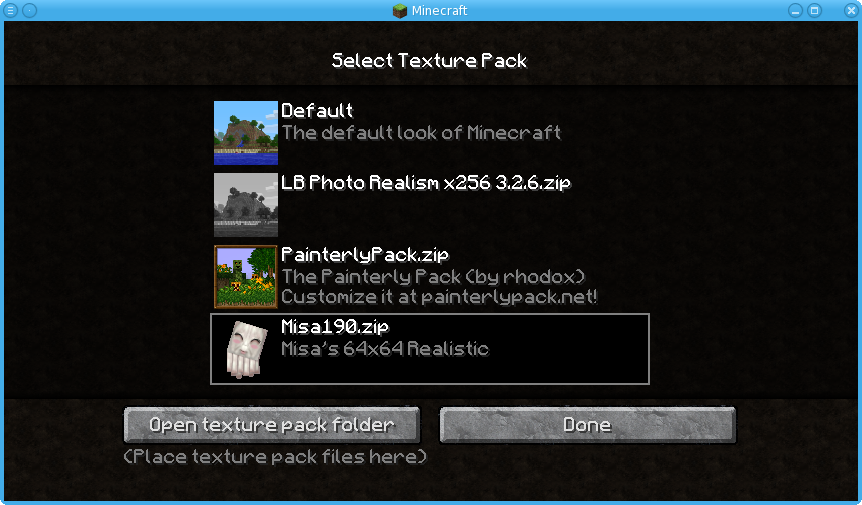 Minecraft
Select Texture Pack
Default
The default look of Minecraft
LB Photo Realism x256 3.2.6.zip
PainterlyPack.zip
The Painterly Pack (by rhodox)
Customize it at painterlypack.net!
Misa190.zip
Misa's 64x64 Realistic
Open texture pack folder
Done
(Place texture pack files here)